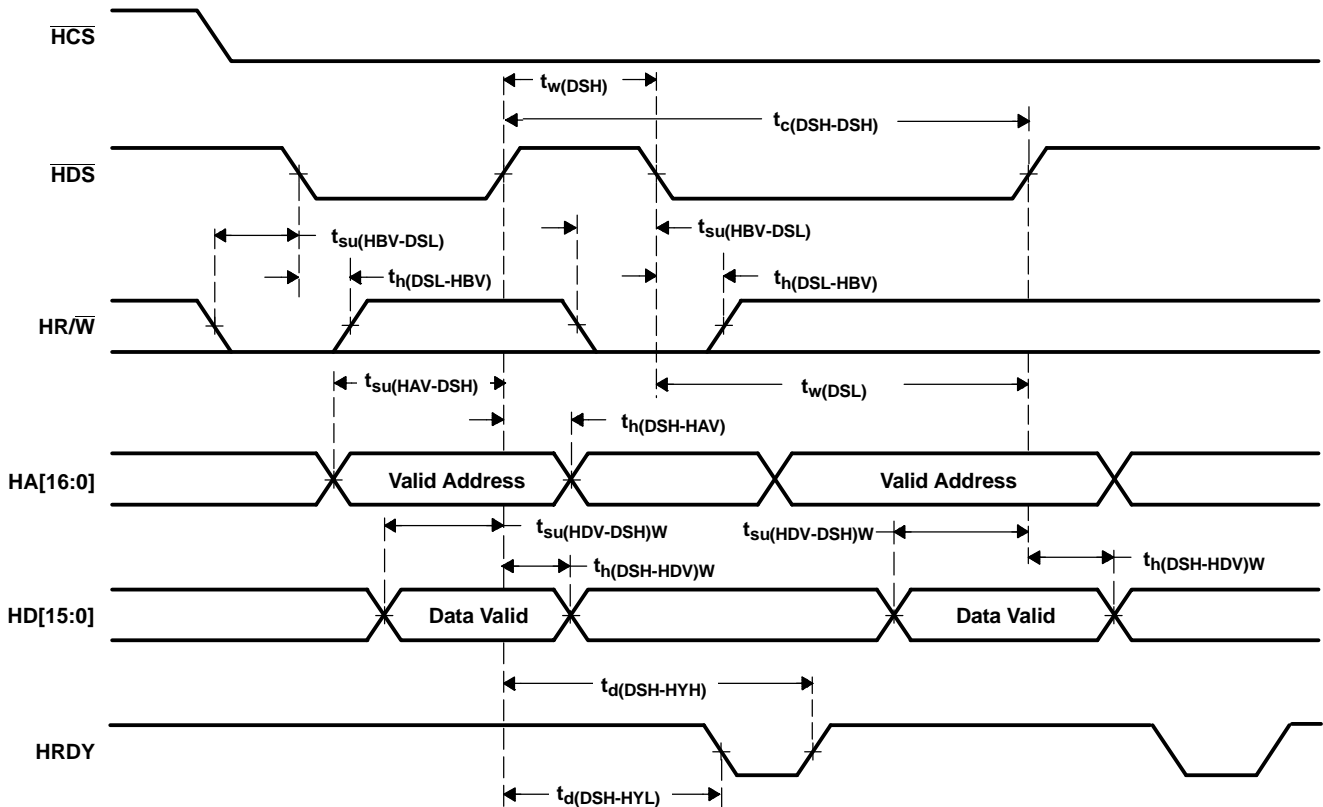 HCS
tw(DSH)
tc(DSH-DSH)
HDS
tsu(HBV-DSL)
tsu(HBV-DSL)
th(DSL-HBV)
th(DSL-HBV)
HR/W
tsu(HAV-DSH)
tw(DSL)
th(DSH-HAV)
HA[16:0]
Valid Address
Valid Address
tsu(HDV-DSH)W
tsu(HDV-DSH)W
th(DSH-HDV)W
th(DSH-HDV)W
HD[15:0]
Data Valid
Data Valid
td(DSH-HYH)
HRDY
td(DSH-HYL)